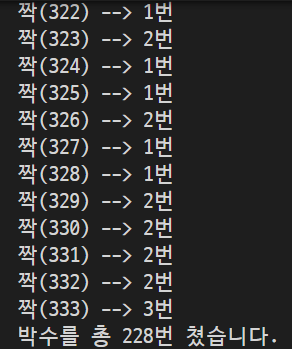 짝(322) --> 1번
짝(323) --> 2번
짝(324) --> 1번
짝(325) --> 1번
짝(326) --> 2번
짝(327) --> 1번
짝(328) --> 1번
짝(329) --> 2번
짝(330) --> 2번
짝(331) --> 2번
짝(332) --> 2번
짝(333) --> 3번
박수를 총 228번 쳤습니다.